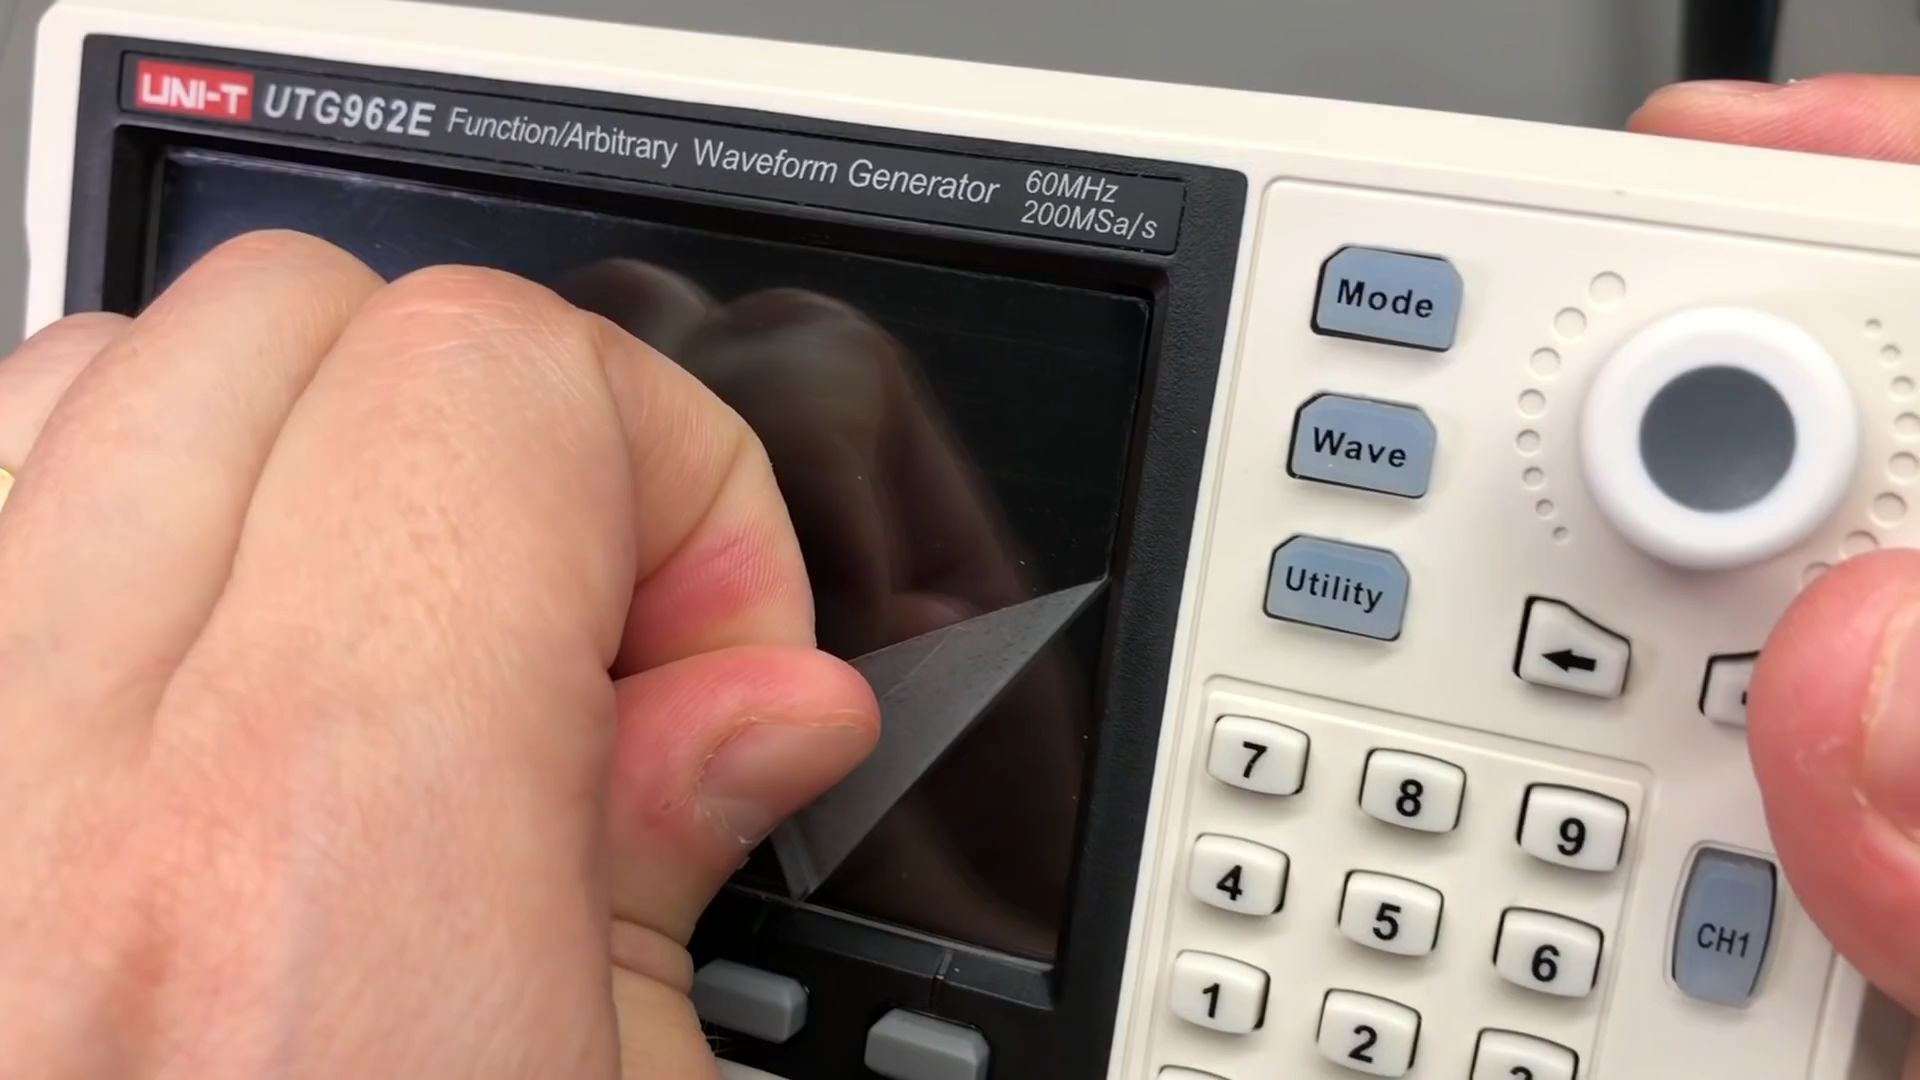 UNI-T UTG962E Function/Arbitrary Waveform Generator 60MHz
200MSa/s
Mode
Wave
Utility
7 8 9
4 5 6
1 2 3
CH1